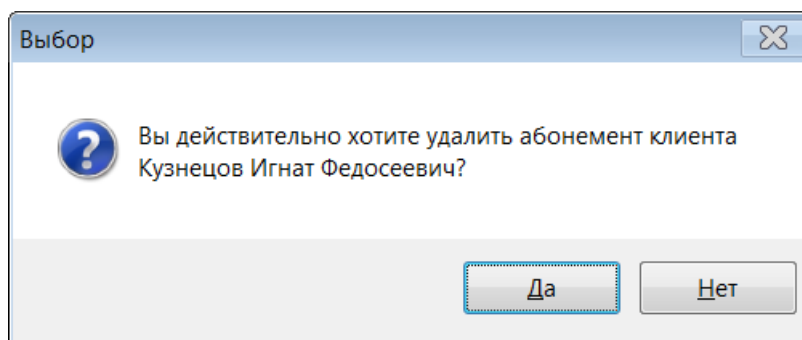 Выбор
Вы действительно хотите удалить абонемент клиента
Кузнецов Игнат Федосеевич?
Да
Нет